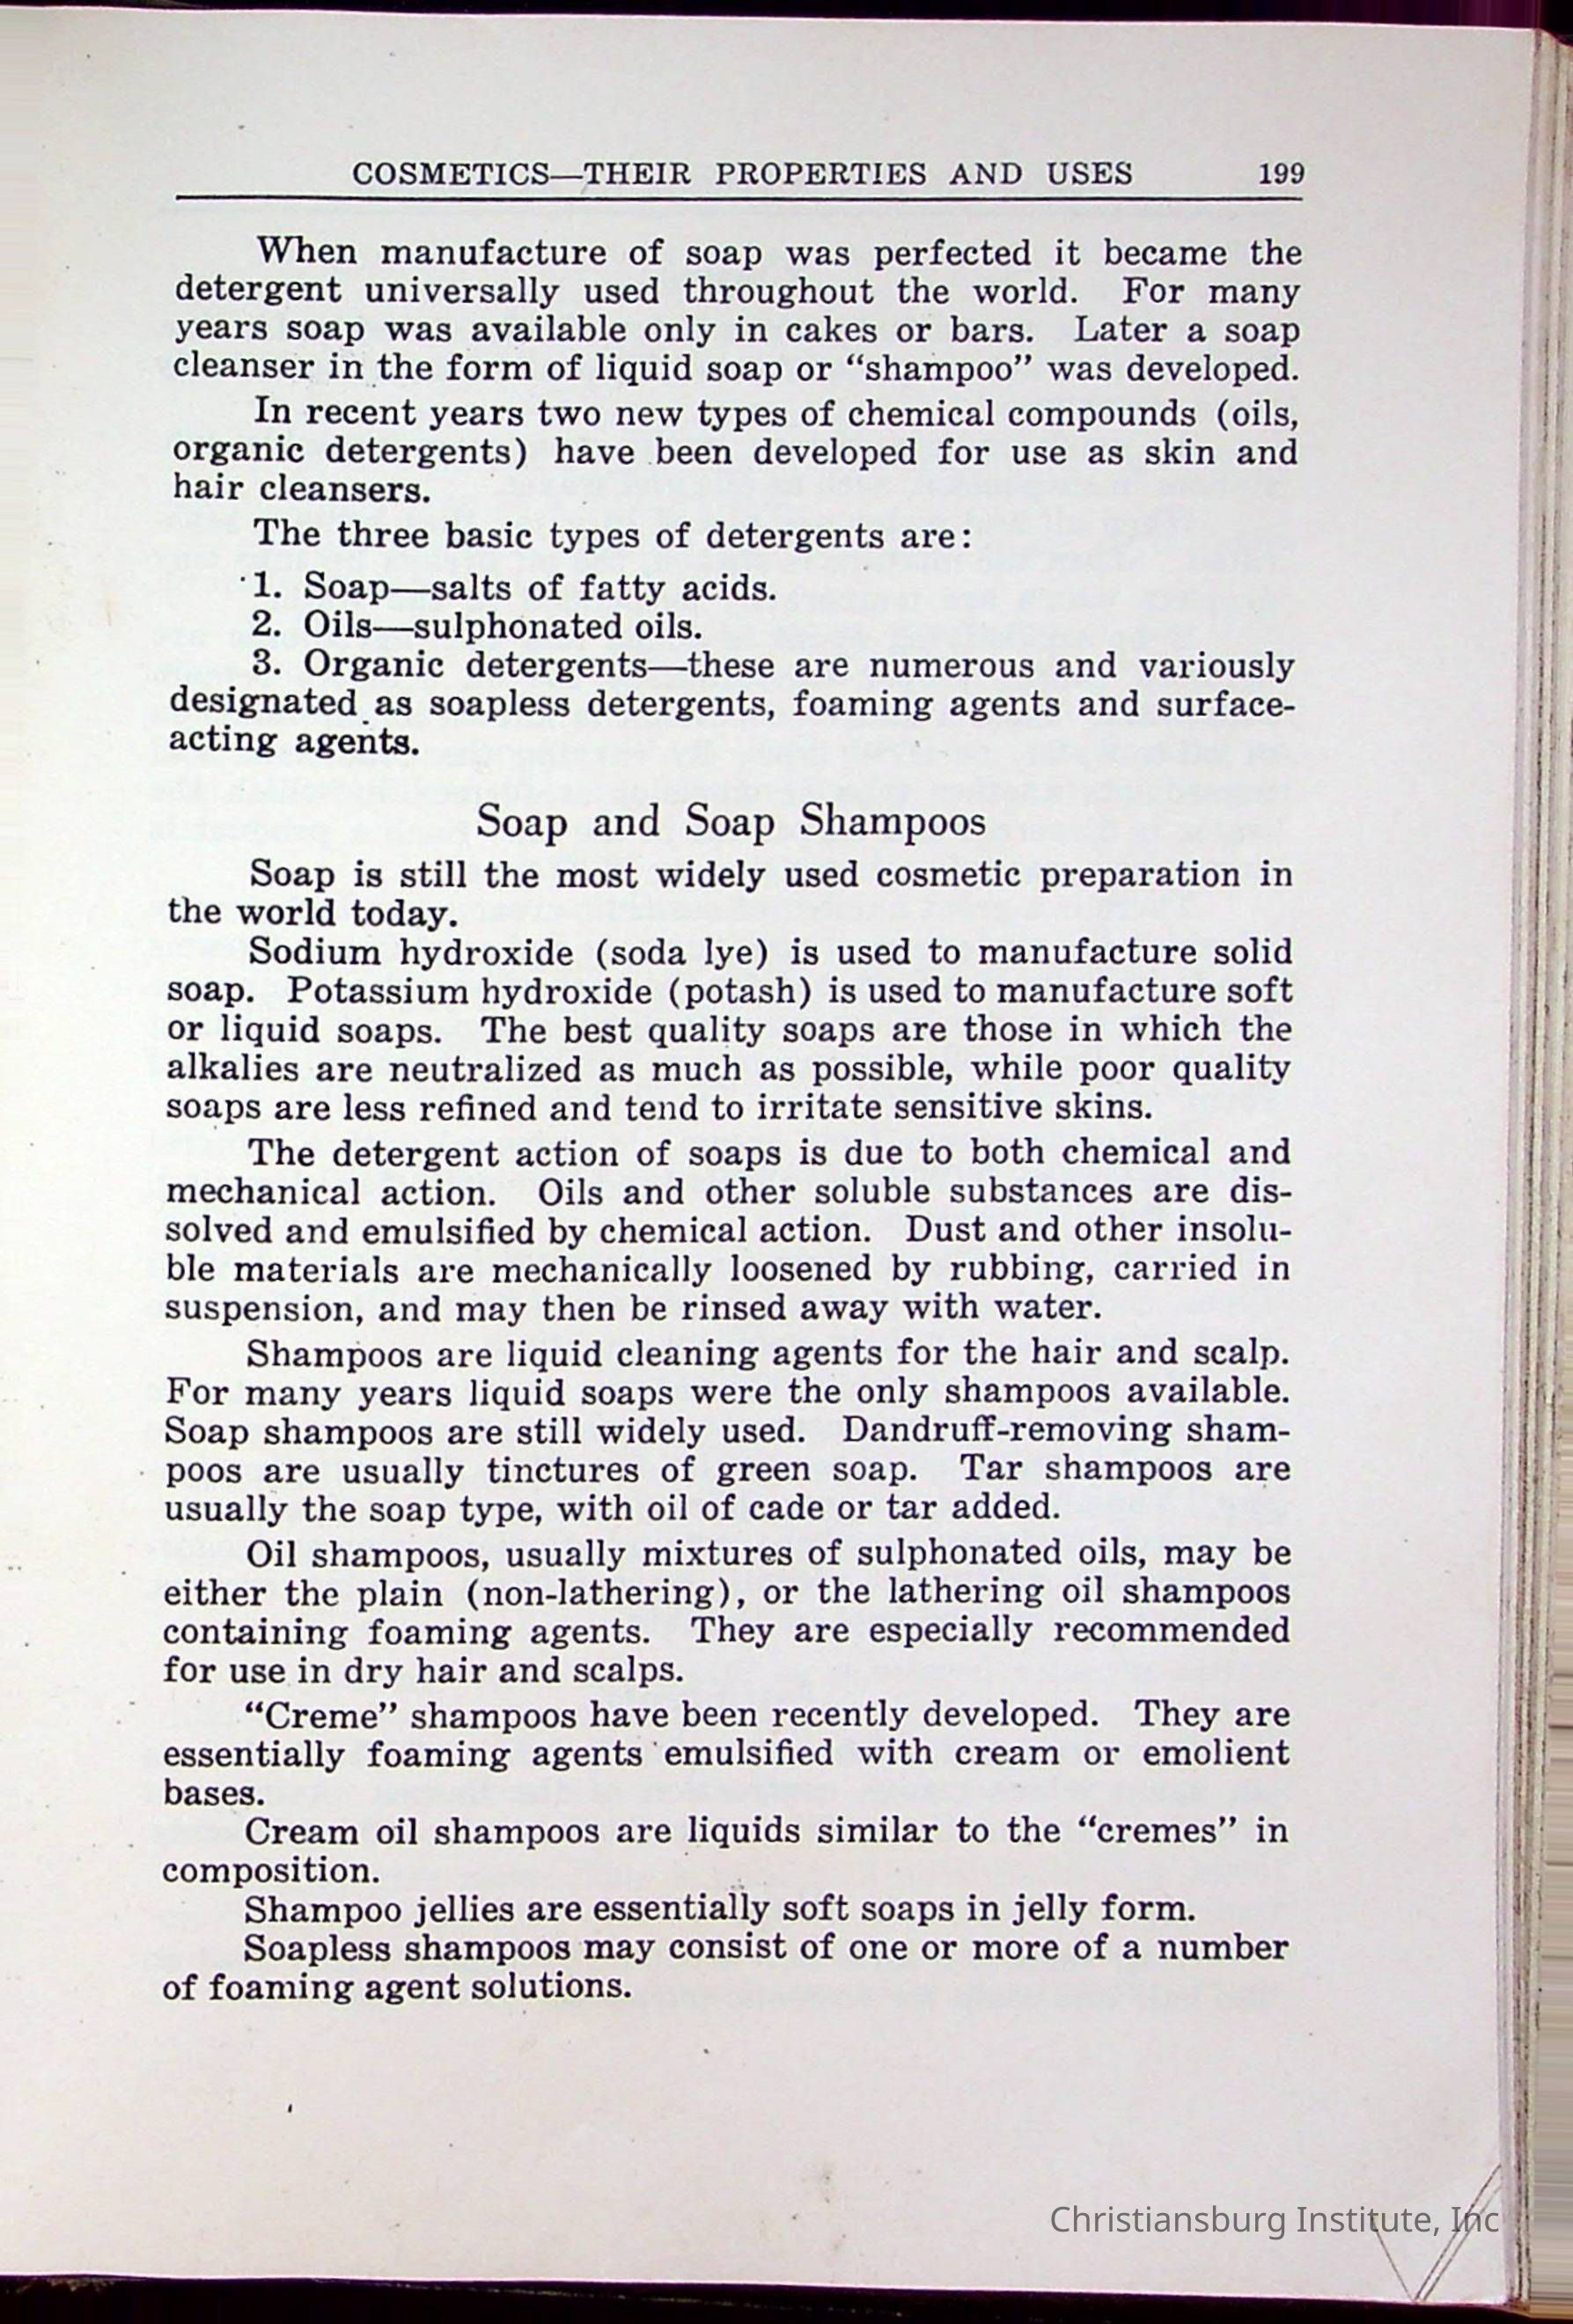 COSMETICS—THEIR PROPERTIES AND USES 199
When manufacture of soap was perfected it became the
detergent universally used throughout the world. For many
years soap was available only in cakes or bars. Later a soap
cleanser in the form of liquid soap or “shampoo” was developed.
In recent years two new types of chemical compounds (oils,
organic detergents) have been developed for use as skin and
hair cleansers.
The three basic types of detergents are:
1. Soap—salts of fatty acids.
2. Oils—sulphonated oils.
3. Organic detergents—these are numerous and variously
designated as soapless detergents, foaming agents and surface-
acting agents.
Soap and Soap Shampoos
Soap is still the most widely used cosmetic preparation in
the world today.
Sodium hydroxide (soda lye) is used to manufacture solid
soap. Potassium hydroxide (potash) is used to manufacture soft
or liquid soaps. The best quality soaps are those in which the
alkalies are neutralized as much as possible, while poor quality
soaps are less refined and tend to irritate sensitive skins.
The detergent action of soaps is due to both chemical and
mechanical action. Oils and other soluble substances are dis-
solved and emulsified by chemical action. Dust and other insolu-
ble materials are mechanically loosened by rubbing, carried in
suspension, and may then be rinsed away with water.
Shampoos are liquid cleaning agents for the hair and scalp.
For many years liquid soaps were the only shampoos available.
Soap shampoos are still widely used. Dandruff-removing sham-
poos are usually tinctures of green soap. Tar shampoos are
usually the soap type, with oil of cade or tar added.
Oil shampoos, usually mixtures of sulphonated oils, may be
either the plain (non-lathering), or the lathering oil shampoos
containing foaming agents. They are especially recommended
for use in dry hair and scalps.
“Creme” shampoos have been recently developed. They are
essentially foaming agents emulsified with cream or emolient
bases.
Cream oil shampoos are liquids similar to the “cremes” in
composition.
Shampoo jellies are essentially soft soaps in jelly form.
Soapless shampoos may consist of one or more of a number
of foaming agent solutions.
Christiansburg Institute, Inc